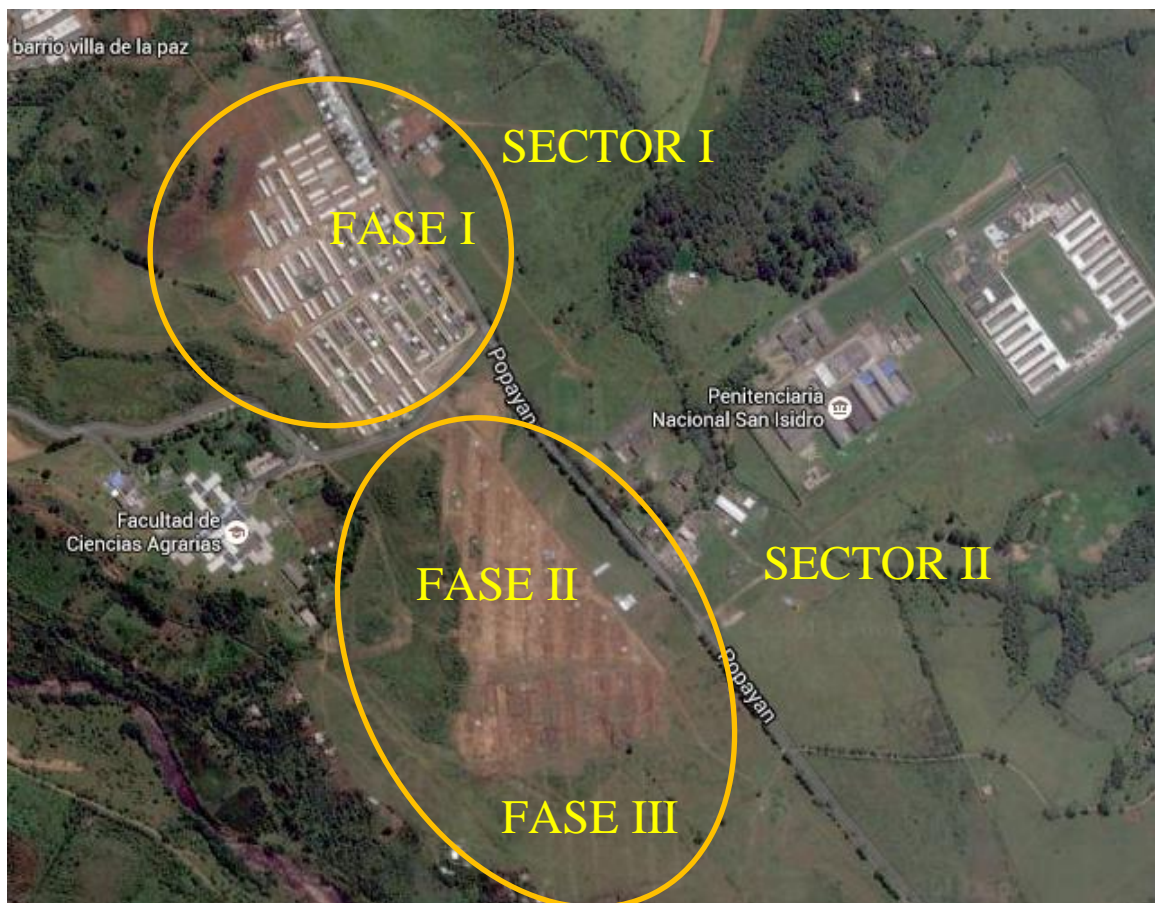 barrio villa de la paz
SECTOR I
FASE I
Popayan
Penitenciaria
Nacional San Isidro
Facultad de
Ciencias Agrarias
SECTOR II
FASE II
Popayan
FASE III